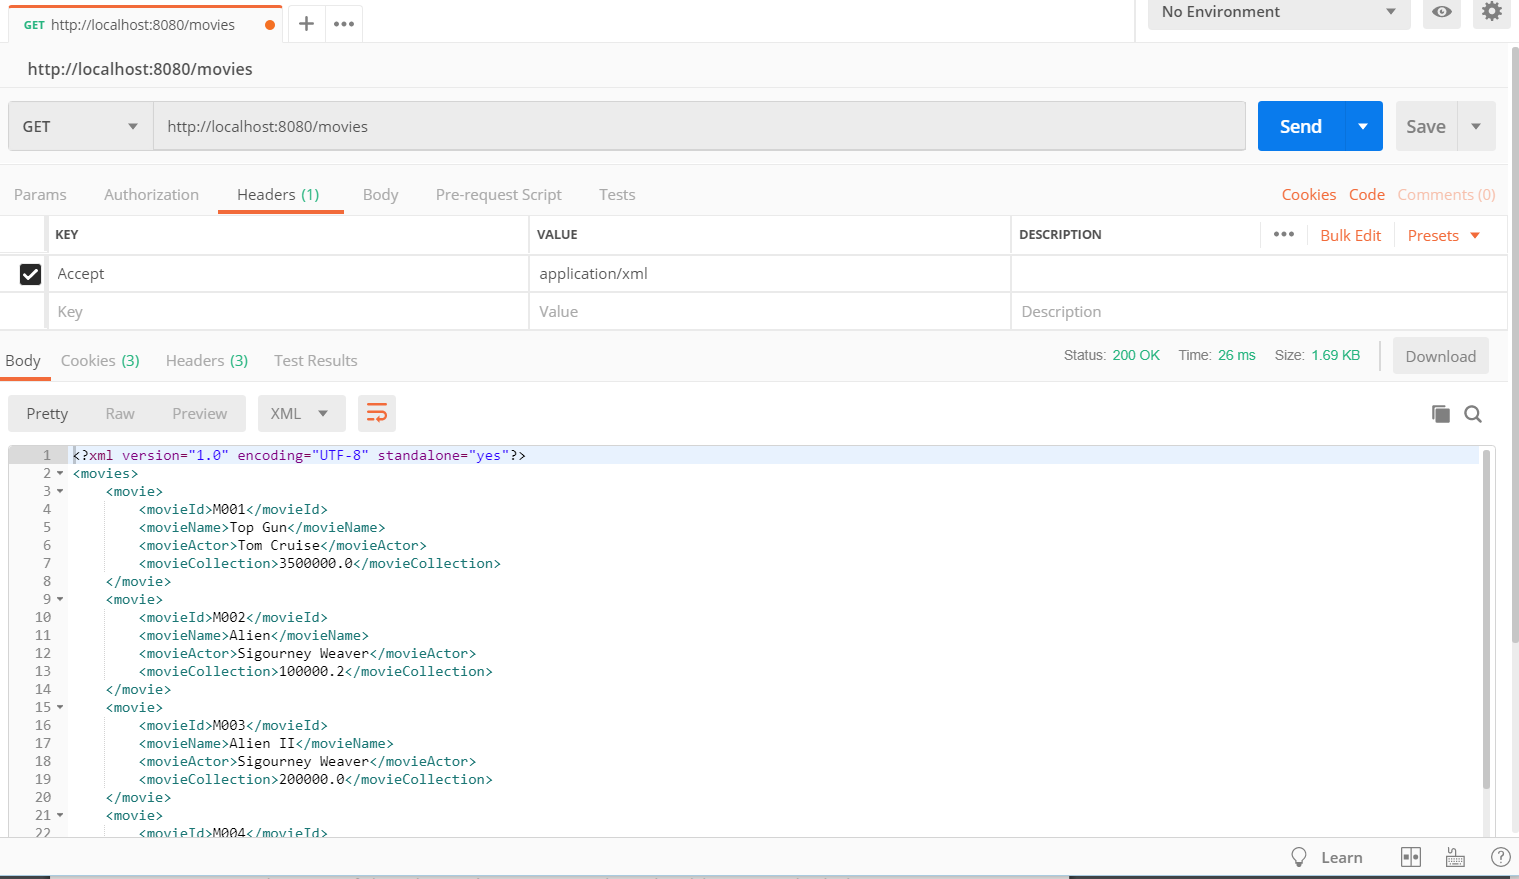 GET http://localhost:8080/movies
No Environment
http://localhost:8080/movies
GET http://localhost:8080/movies Send Save
Params Authorization Headers (1) Body Pre-request Script Tests Cookies Code Comments (0)
KEY VALUE DESCRIPTION Bulk Edit Presets
Accept application/xml
Key Value Description
Body Cookies (3) Headers (3) Test Results Status: 200 OK Time: 26 ms Size: 1.69 KB Download
Pretty Raw Preview XML
1 <?xml version="1.0" encoding="UTF-8" standalone="yes"?>
2 <movies>
3 <movie>
4 <movieId>M001</movieId>
5 <movieName>Top Gun</movieName>
6 <movieActor>Tom Cruise</movieActor>
7 <movieCollection>3500000.0</movieCollection>
8 </movie>
9 <movie>
10 <movieId>M002</movieId>
11 <movieName>Alien</movieName>
12 <movieActor>Sigourney Weaver</movieActor>
13 <movieCollection>100000.2</movieCollection>
14 </movie>
15 <movie>
16 <movieId>M003</movieId>
17 <movieName>Alien II</movieName>
18 <movieActor>Sigourney Weaver</movieActor>
19 <movieCollection>200000.0</movieCollection>
20 </movie>
21 <movie>
22 <movieId>M004</movieId>
Learn